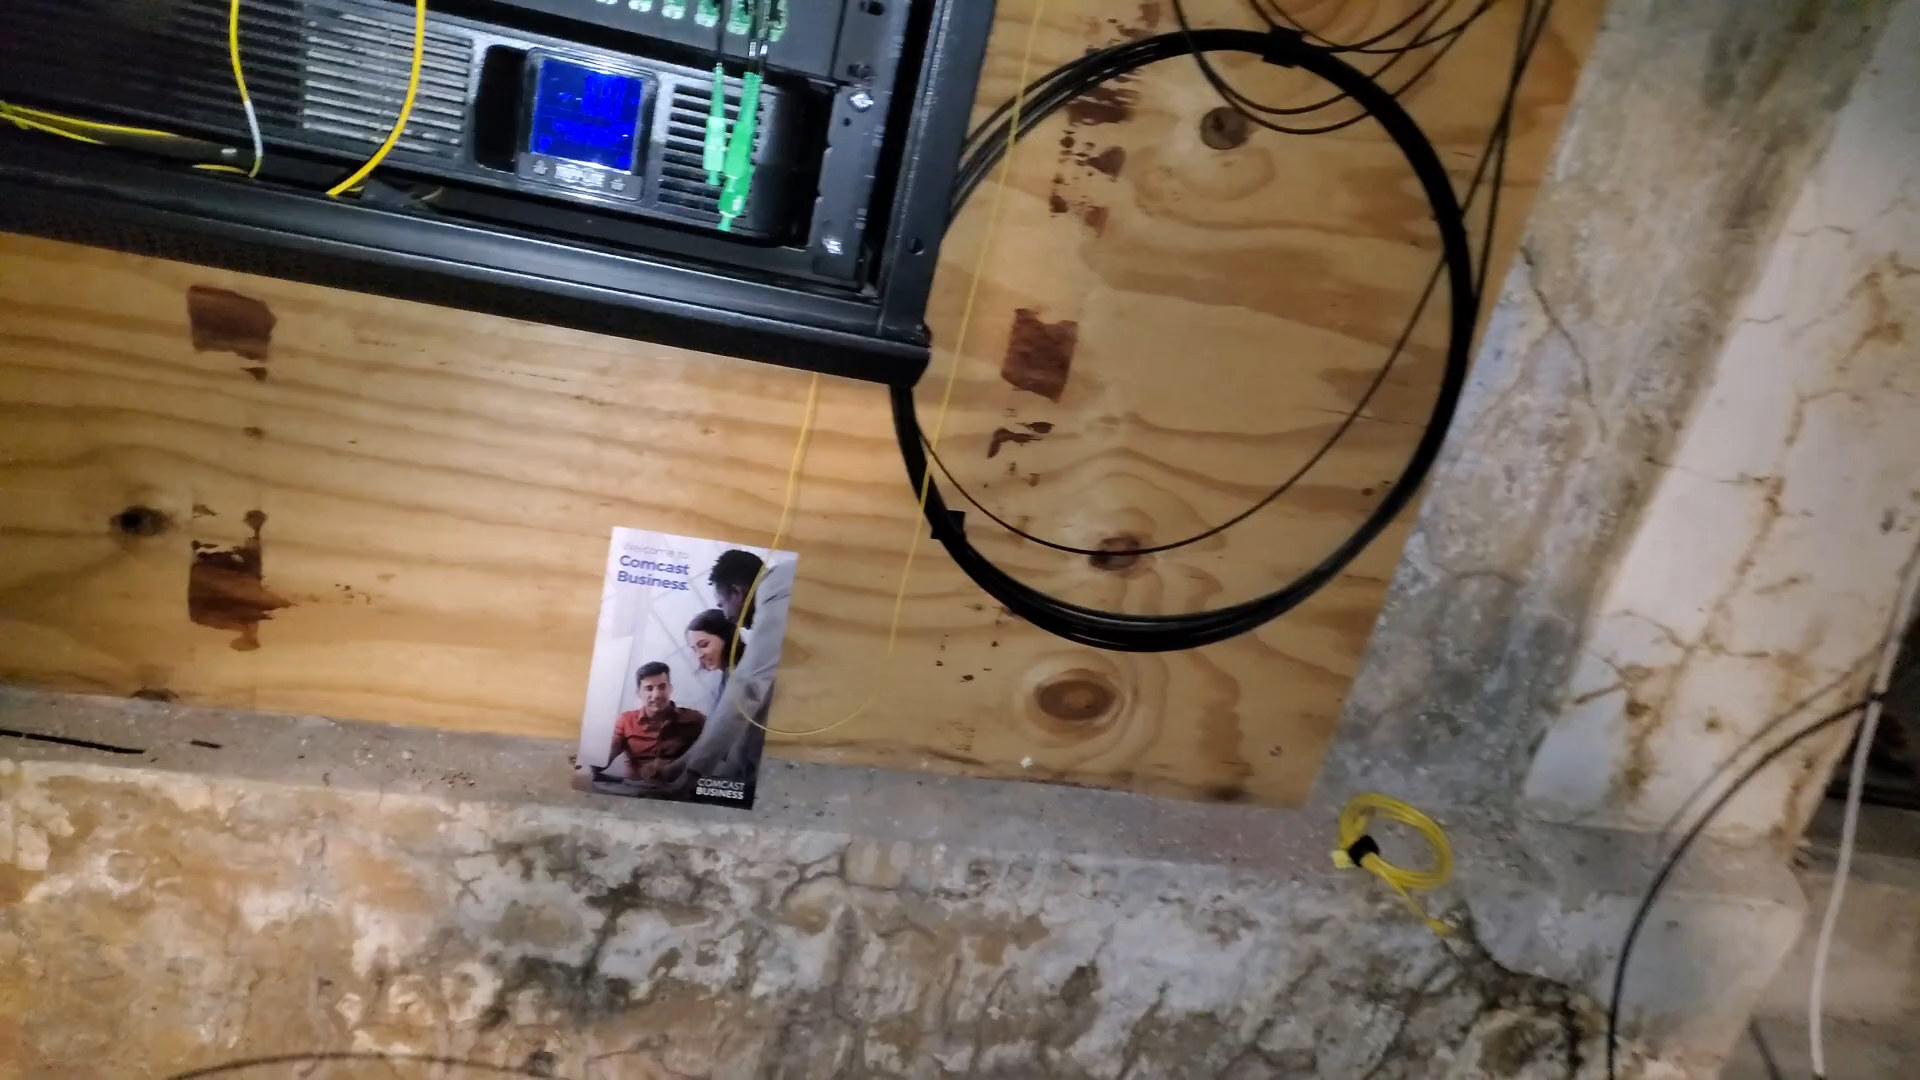 TRIPP-LITE
Welcome to
Comcast
Business.
COMCAST
BUSINESS